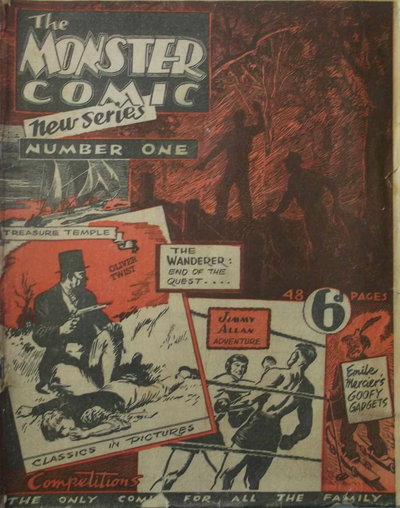 The
MONSTER
COMIC
new series
NUMBER ONE
TREASURE TEMPLE
OLIVER
TWIST
THE
WANDERER:
END OF THE
QUEST....
48 6d PAGES
JIMMY
ALLAN
ADVENTURE
Emile
Mercier's
GOOFY
GADGETS
CLASSICS IN PICTURES
Competitions
THE ONLY COMIC FOR ALL THE FAMILY